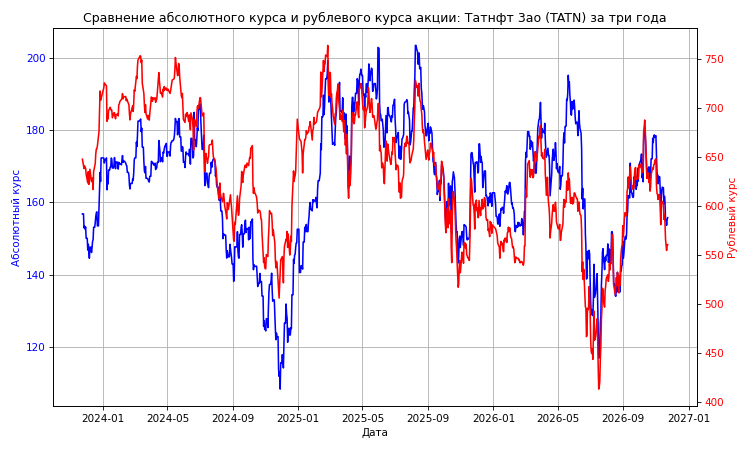 Сравнение абсолютного курса и рублевого курса акции: Татнфт 3ао (TATN) за три года
200
180
160
140
120
Абсолютный курс
750
700
650
600
550
500
450
400
Рублевый курс
2024-01 2024-05 2024-09 2025-01 2025-05 2025-09 2026-01 2026-05 2026-09 2027-01
Дата